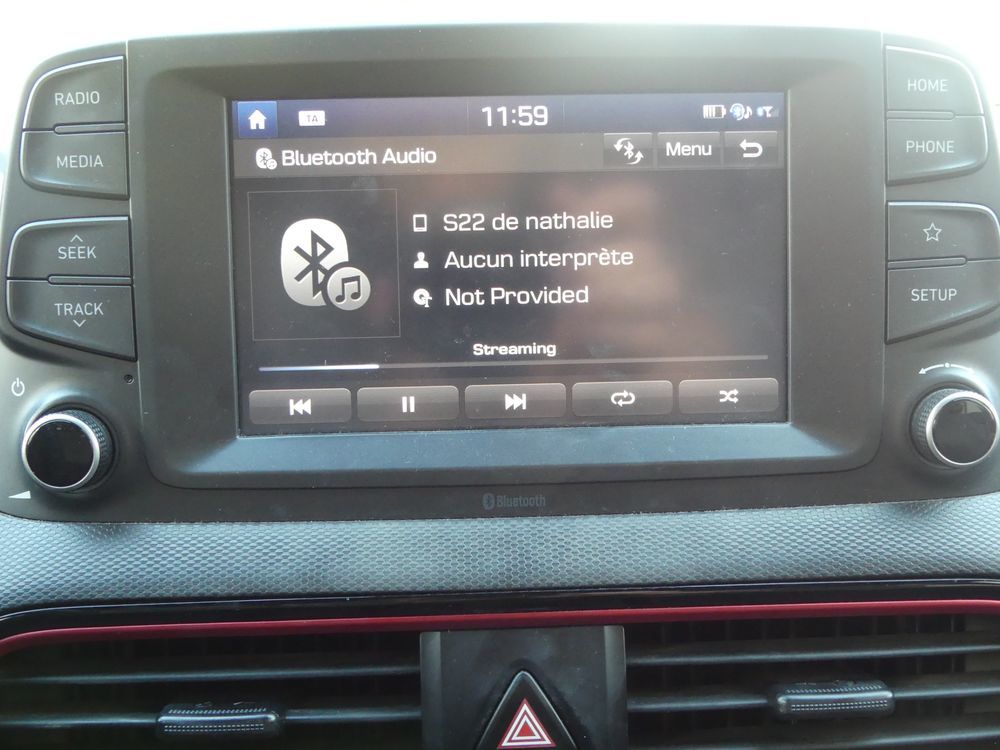 RADIO
MEDIA
SEEK
TRACK
TA
11:59
Bluetooth Audio
Menu
S22 de nathalie
Aucun interprète
Not Provided
Streaming
HOME
PHONE
SETUP
Bluetooth